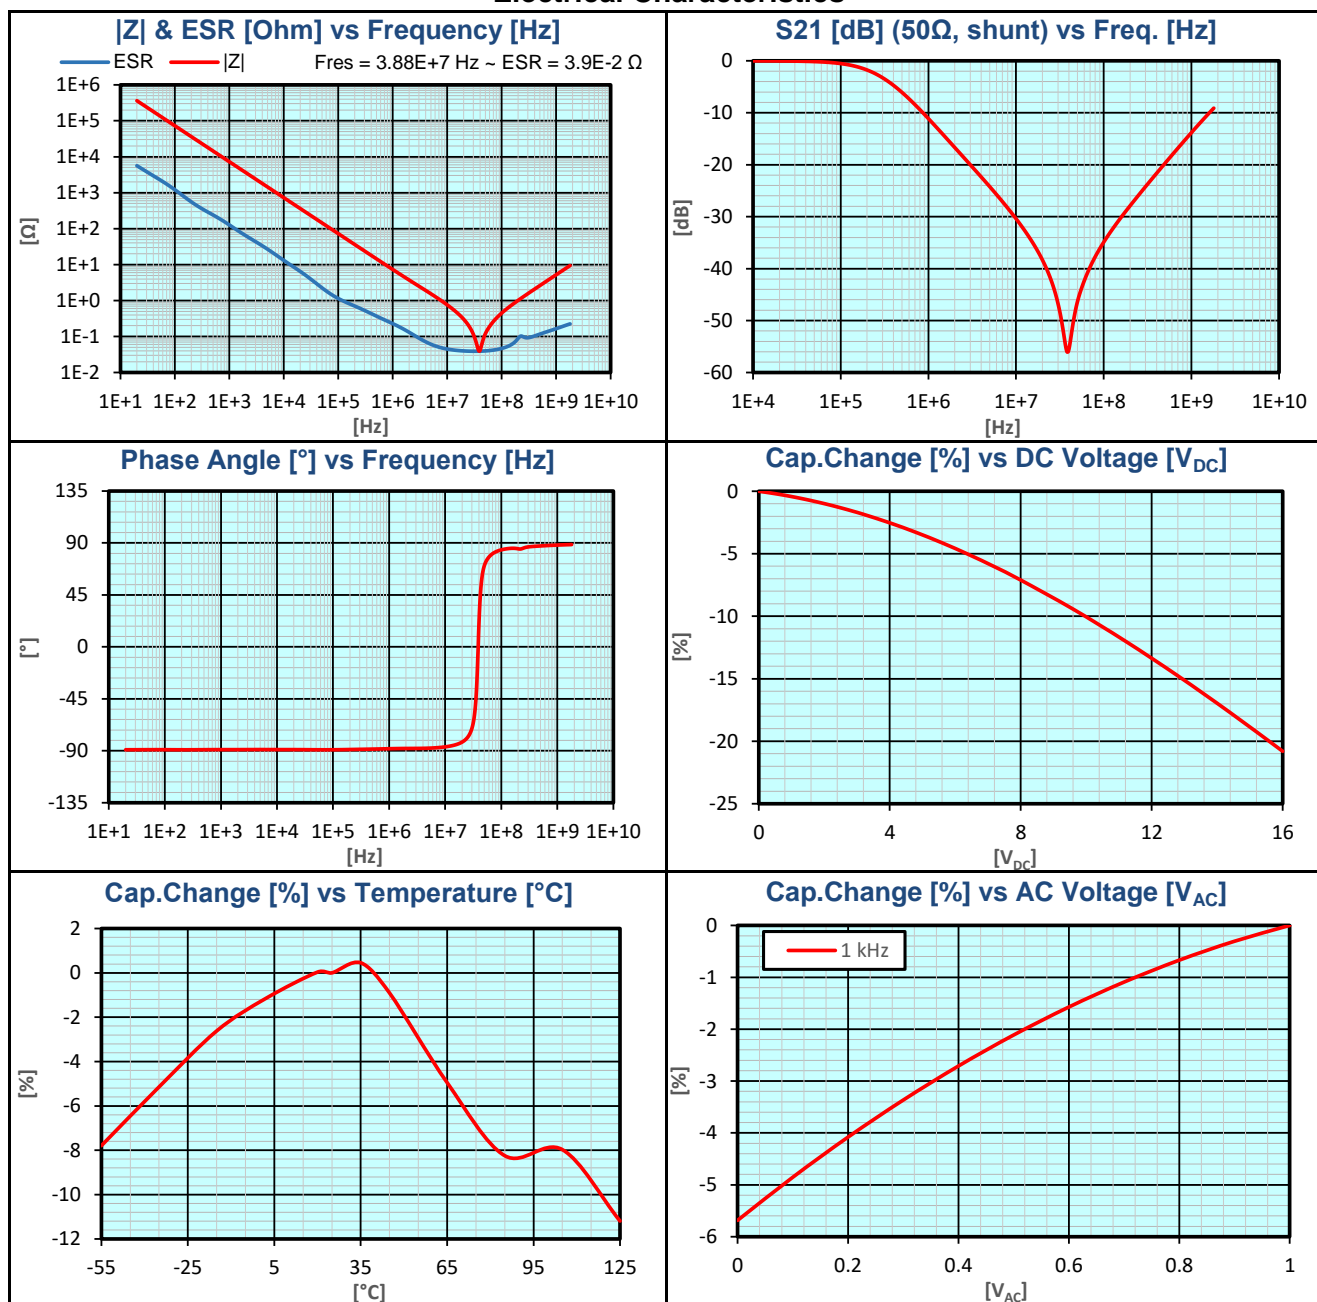 |Z| & ESR [Ohm] vs Frequency [Hz]
ESR |Z| Fres = 3.88E+7 Hz ~ ESR = 3.9E-2 Ω
1E+6
1E+5
1E+4
1E+3
1E+2
1E+1
1E+0
1E-1
1E-2
[Ω]
1E+1 1E+2 1E+3 1E+4 1E+5 1E+6 1E+7 1E+8 1E+9 1E+10
[Hz]
S21 [dB] (50Ω, shunt) vs Freq. [Hz]
0
-10
-20
-30
-40
-50
-60
[dB]
1E+4 1E+5 1E+6 1E+7 1E+8 1E+9 1E+10
[Hz]
Phase Angle [°] vs Frequency [Hz]
135
90
45
0
-45
-90
-135
[°]
1E+1 1E+2 1E+3 1E+4 1E+5 1E+6 1E+7 1E+8 1E+9 1E+10
[Hz]
Cap.Change [%] vs DC Voltage [VDC]
0
-5
-10
-15
-20
-25
[%]
0 4 8 12 16
[VDC]
Cap.Change [%] vs Temperature [°C]
2
0
-2
-4
-6
-8
-10
-12
[%]
-55 -25 5 35 65 95 125
[°C]
Cap.Change [%] vs AC Voltage [VAC]
1 kHz
0
-1
-2
-3
-4
-5
-6
[%]
0 0.2 0.4 0.6 0.8 1
[VAC]